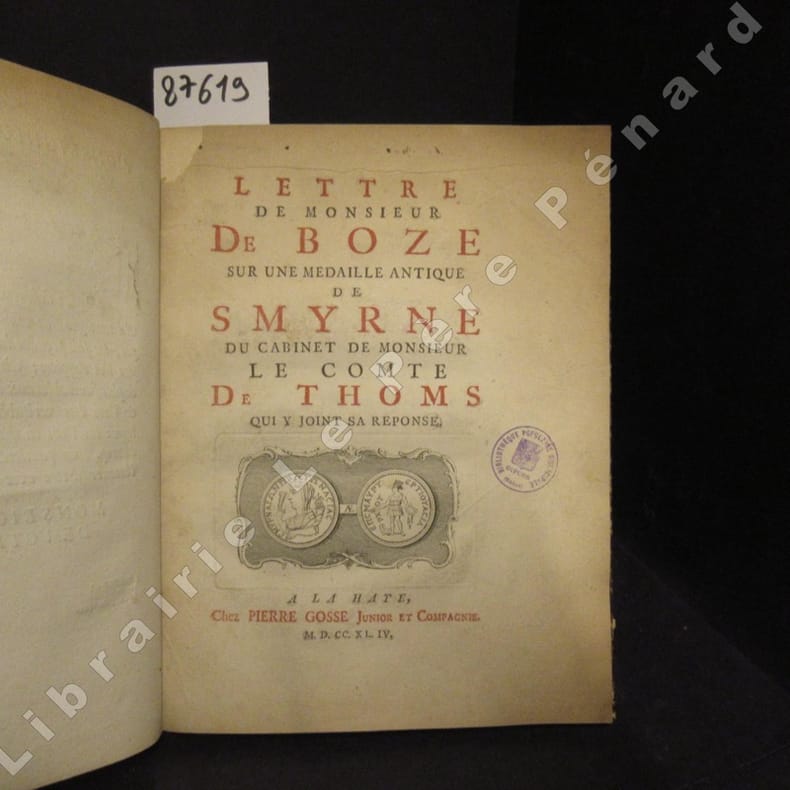 87619
LETTRE
DE MONSIEUR
DE BOZE
SUR UNE MEDAILLE ANTIQUE
DE
SMYRNE
DU CABINET DE MONSIEUR
LE COMTE
DE THOMS
QUI Y JOINT SA REPONSE,
BIBLIOTHÈQUE POPULAIRE
A LA HAYE,
Chez PIERRE GOSSE JUNIOR ET COMPAGNIE.
M. D. CC. XL. IV,
Librairie Le Père Pénard